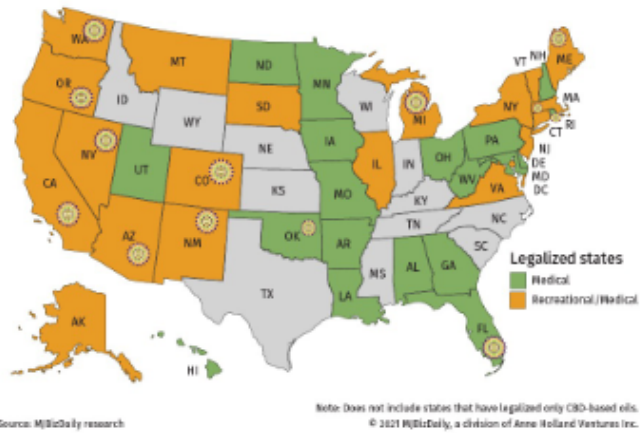 WA
MT
ND
MN
VT
NH
ME
OR
ID
SD
WI
MI
NY
MA
WY
RI
CT
NV
NE
IA
PA
NJ
UT
IL
IN
OH
DE
CA
CO
WV
MD
KS
MO
VA
DC
KY
AZ
NM
OK
TN
NC
AR
SC
TX
MS
AL
GA
LA
FL
AK
HI
Legalized states
Medical
Recreational/Medical
Note: Does not include states that have legalized only CBD-based oils.
Source: MJBizDaily research
© 2021 MJBizDaily, a division of Anne Holland Ventures Inc.